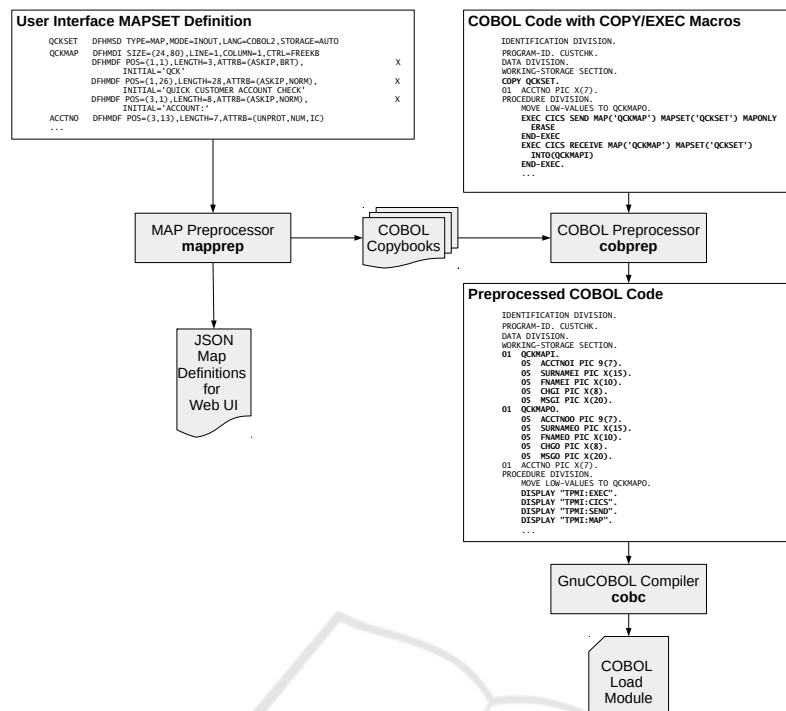 User Interface MAPSET Definition
QCKSET DFHMSD TYPE=MAP,MODE=INOUT,LANG=COBOL2,STORAGE=AUTO
QCKMAP DFHMDI SIZE=(24,80),LINE=1,COLUMN=1,CTRL=FREEKB
DFHMDF POS=(1,1),LENGTH=3,ATTRB=(ASKIP,BRT), X
INITIAL='QCK'
DFHMDF POS=(1,26),LENGTH=28,ATTRB=(ASKIP,NORM), X
INITIAL='QUICK CUSTOMER ACCOUNT CHECK'
DFHMDF POS=(3,1),LENGTH=8,ATTRB=(ASKIP,NORM), X
INITIAL='ACCOUNT:'
ACCTNO DFHMDF POS=(3,13),LENGTH=7,ATTRB=(UNPROT,NUM,IC)
...
COBOL Code with COPY/EXEC Macros
IDENTIFICATION DIVISION.
PROGRAM-ID. CUSTCHK.
DATA DIVISION.
WORKING-STORAGE SECTION.
COPY QCKSET.
01 ACCTNO PIC X(7).
PROCEDURE DIVISION.
MOVE LOW-VALUES TO QCKMAPO.
EXEC CICS SEND MAP('QCKMAP') MAPSET('QCKSET') MAPONLY
ERASE
END-EXEC
EXEC CICS RECEIVE MAP('QCKMAP') MAPSET('QCKSET')
INTO(QCKMAPI)
END-EXEC.
...
MAP Preprocessor
mapprep
COBOL
Copybooks
COBOL Preprocessor
cobprep
JSON
Map
Definitions
for
Web UI
Preprocessed COBOL Code
IDENTIFICATION DIVISION.
PROGRAM-ID. CUSTCHK.
DATA DIVISION.
WORKING-STORAGE SECTION.
01 QCKMAPI.
05 ACCTNOI PIC 9(7).
05 SURNAMEI PIC X(15).
05 FNAMEI PIC X(10).
05 CHGI PIC X(8).
05 MSGI PIC X(20).
01 QCKMAPO.
05 ACCTNOO PIC 9(7).
05 SURNAMEO PIC X(15).
05 FNAMEO PIC X(10).
05 CHGO PIC X(8).
05 MSGO PIC X(20).
01 ACCTNO PIC X(7).
PROCEDURE DIVISION.
MOVE LOW-VALUES TO QCKMAPO.
DISPLAY "TPMI:EXEC".
DISPLAY "TPMI:CICS".
DISPLAY "TPMI:SEND".
DISPLAY "TPMI:MAP".
...
GnuCOBOL Compiler
cobc
COBOL
Load
Module